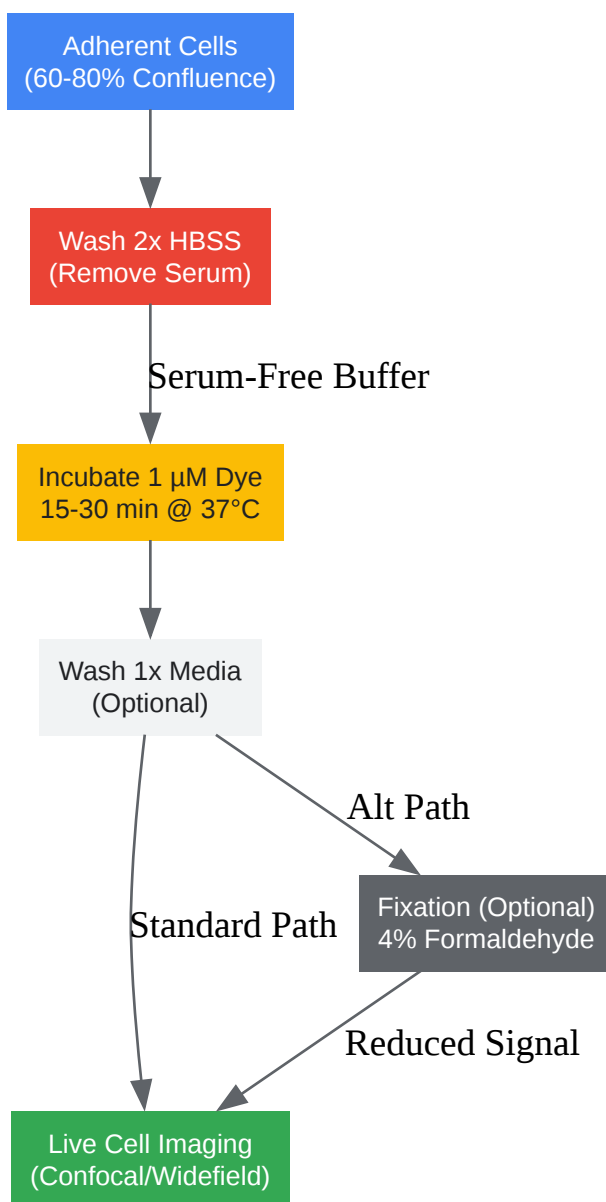 Adherent Cells
(60-80% Confluence)
Wash 2x HBSS
(Remove Serum)
Serum-Free Buffer
Incubate 1 µM Dye
15-30 min @ 37°C
Wash 1x Media
(Optional)
Alt Path
Fixation (Optional)
4% Formaldehyde
Standard Path
Reduced Signal
Live Cell Imaging
(Confocal/Widefield)